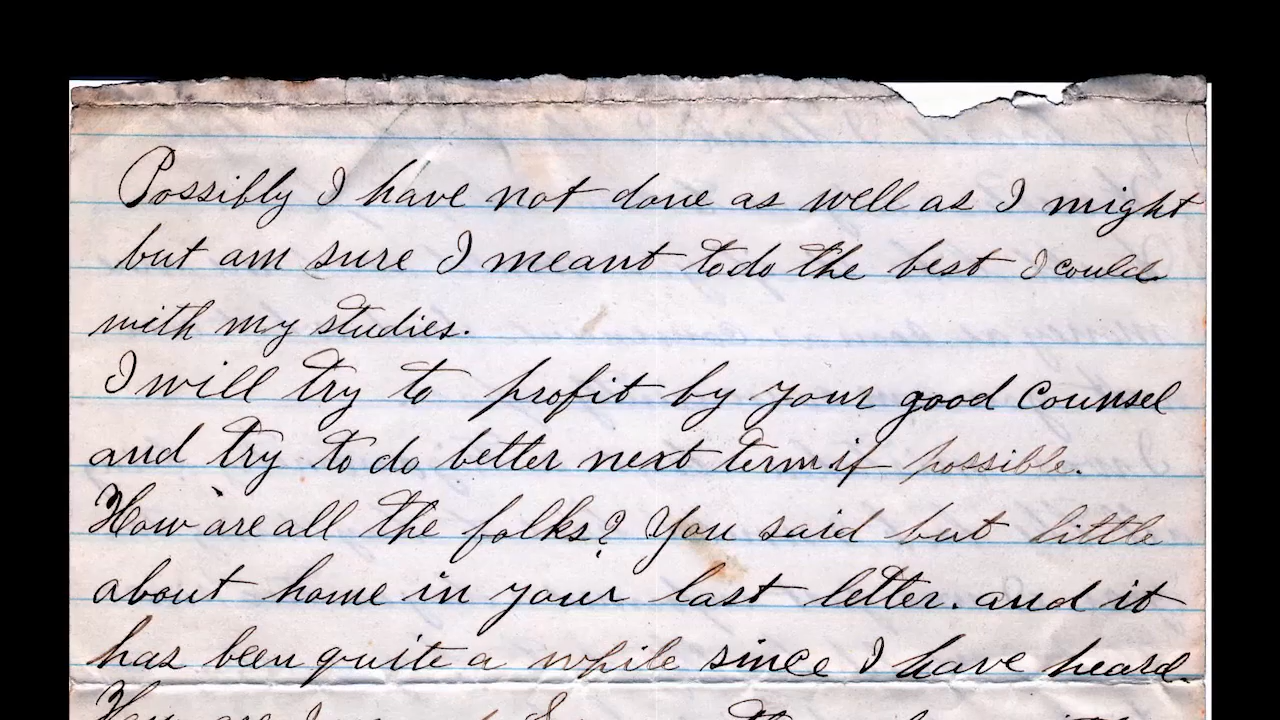 Possibly I have not done as well as I might
but am sure I meant to do the best I could
with my studies.
I will try to profit by your good Counsel
and try to do better next term if possible.
How are all the folks? You said but little
about home in your last letter. and it
has been quite a while since I have heard.